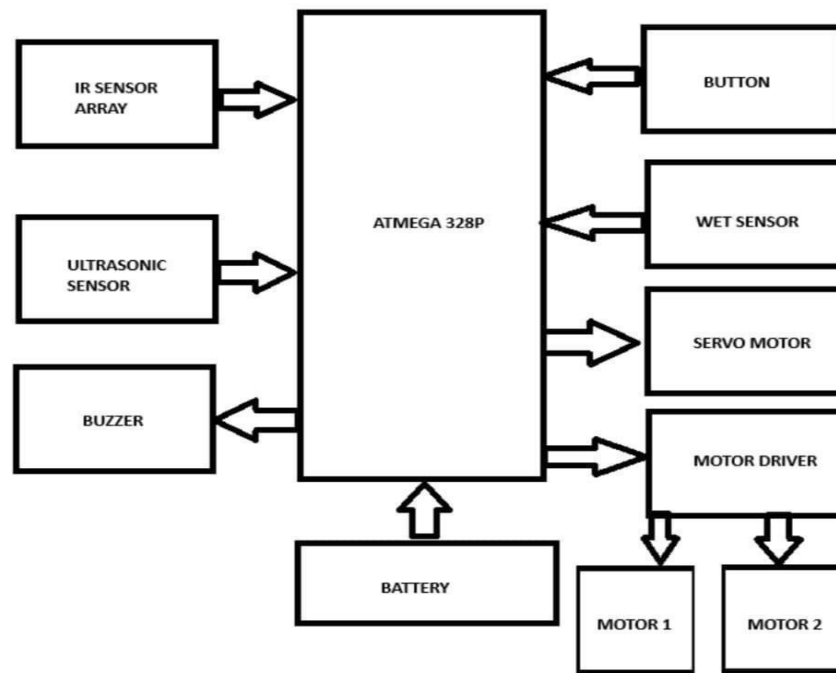 IR SENSOR
ARRAY
BUTTON
ATMEGA 328P
WET SENSOR
ULTRASONIC
SENSOR
SERVO MOTOR
BUZZER
MOTOR DRIVER
BATTERY
MOTOR 1
MOTOR 2